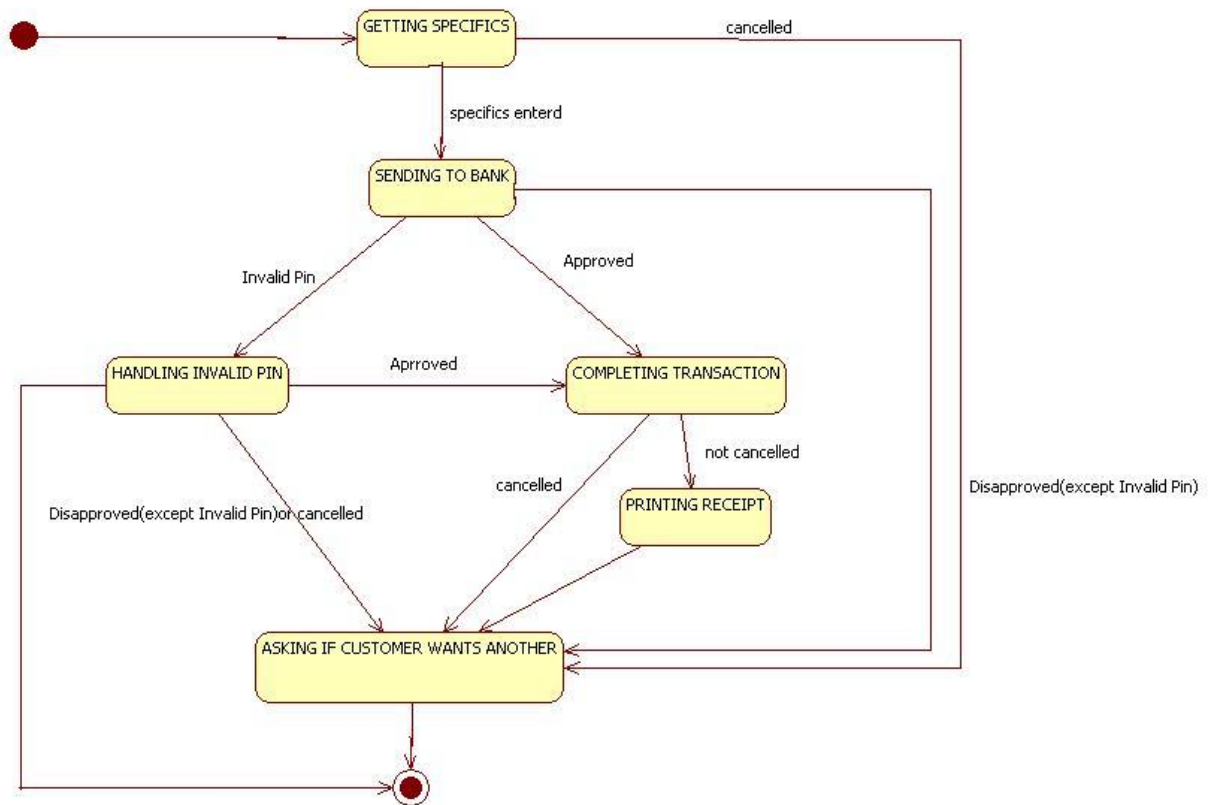 GETTING SPECIFICS
cancelled
specifics enterd
SENDING TO BANK
Invalid Pin
Approved
HANDLING INVALID PIN
Aprroved
COMPLETING TRANSACTION
not cancelled
cancelled
Disapproved(except Invalid Pin)
PRINTING RECEIPT
Disapproved(except Invalid Pin)or cancelled
ASKING IF CUSTOMER WANTS ANOTHER